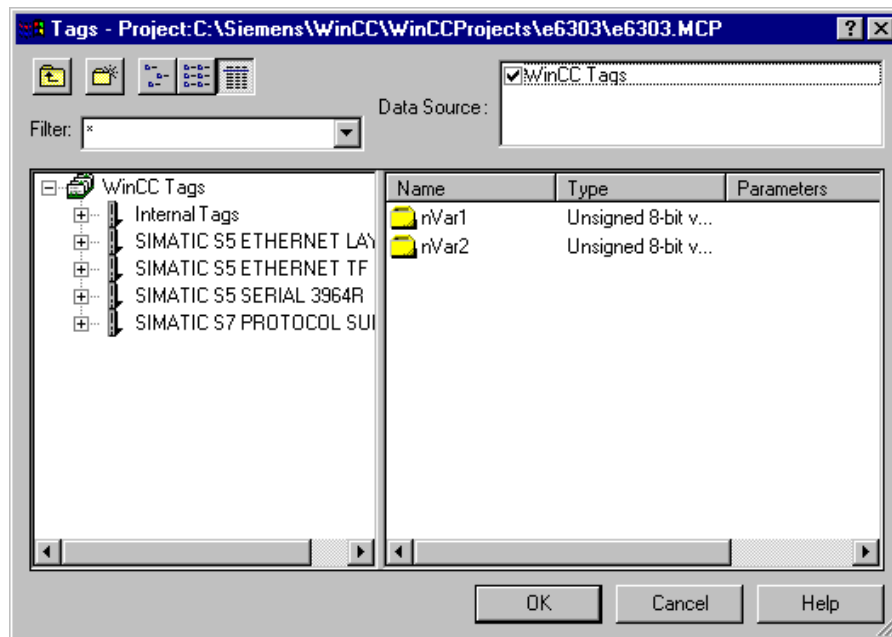 Tags - Project:C:\Siemens\WinCC\WinCCProjects\e6303\e6303.MCP
WinCC Tags
Data Source:
Filter: *
WinCC Tags
Internal Tags
SIMATIC S5 ETHERNET LAY
SIMATIC S5 ETHERNET TF
SIMATIC S5 SERIAL 3964R
SIMATIC S7 PROTOCOL SUI
Name Type Parameters
nVar1 Unsigned 8-bit v...
nVar2 Unsigned 8-bit v...
OK Cancel Help